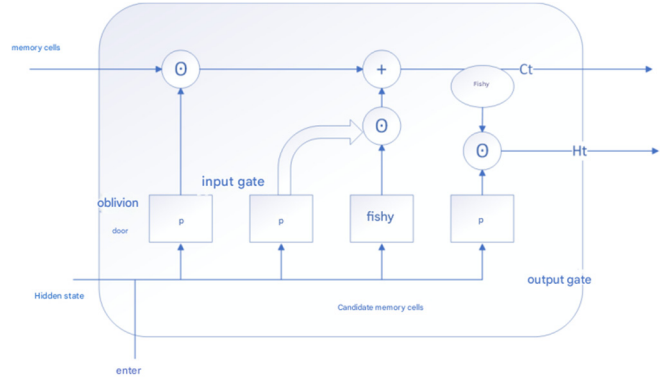 memory cells
ʘ
+
Ct
Fishy
ʘ
ʘ
Ht
input gate
oblivion
door
p
p
fishy
p
output gate
Hidden state
Candidate memory cells
enter